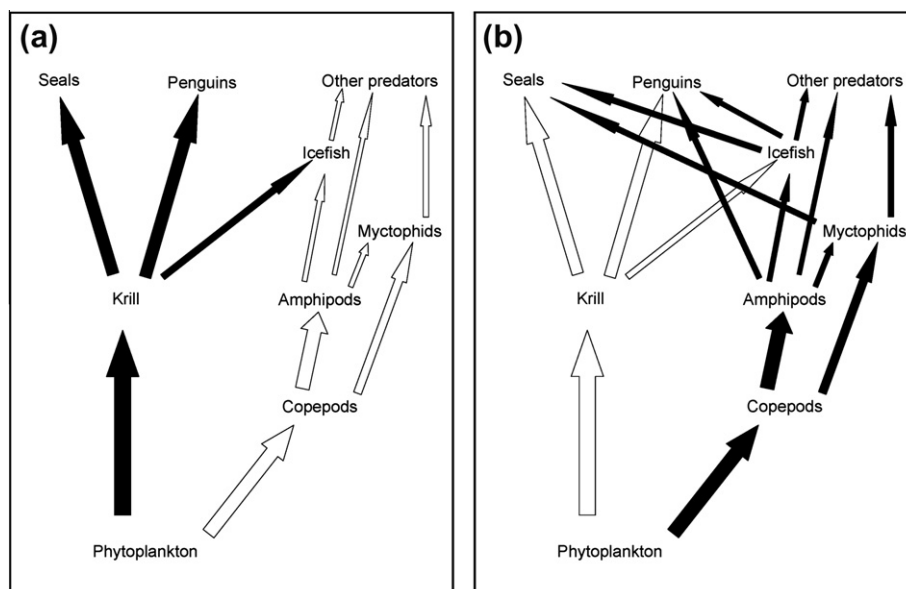 (a)
Seals
Penguins
Other predators
Icefish
Myctophids
Krill
Amphipods
Copepods
Phytoplankton
(b)
Seals
Penguins
Other predators
Icefish
Myctophids
Krill
Amphipods
Copepods
Phytoplankton